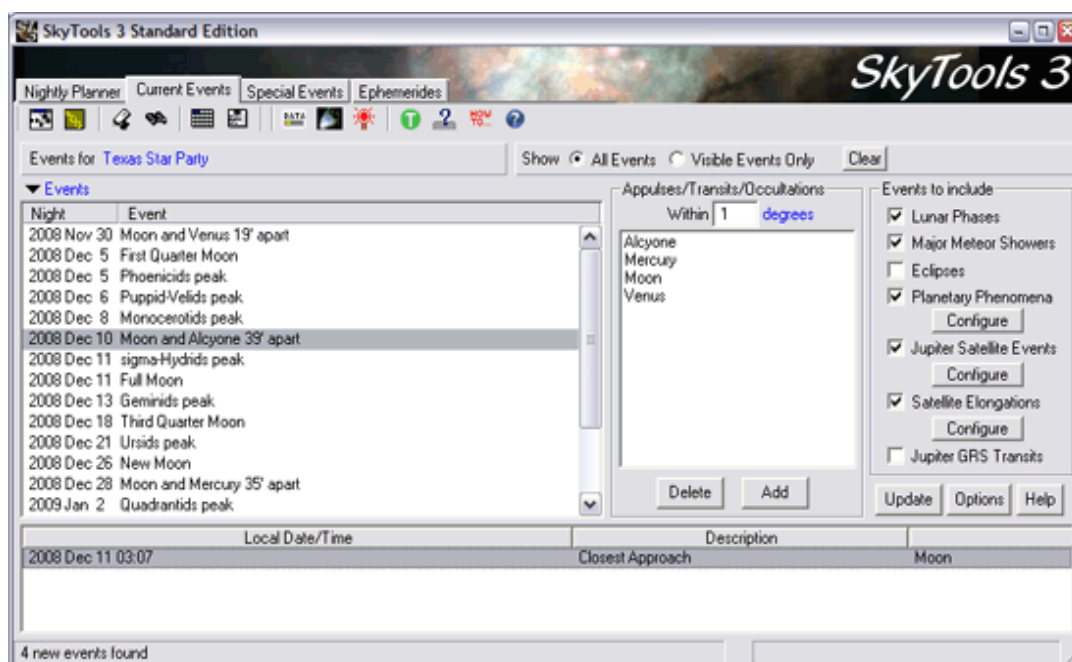 SkyTools 3 Standard Edition
SkyTools 3
Nightly Planner Current Events Special Events Ephemerides
DATA T HOW TO... ?
Events for Texas Star Party Show All Events Visible Events Only Clear
Events
Night Event
2008 Nov 30 Moon and Venus 19' apart
2008 Dec 5 First Quarter Moon
2008 Dec 5 Phoenicids peak
2008 Dec 6 Puppid-Velids peak
2008 Dec 8 Monocerotids peak
2008 Dec 10 Moon and Alcyone 39' apart
2008 Dec 11 sigma-Hydrids peak
2008 Dec 11 Full Moon
2008 Dec 13 Geminids peak
2008 Dec 18 Third Quarter Moon
2008 Dec 21 Ursids peak
2008 Dec 26 New Moon
2008 Dec 28 Moon and Mercury 35' apart
2009 Jan 2 Quadrantids peak
Appulses/Transits/Occultations
Within 1 degrees
Alcyone
Mercury
Moon
Venus
Delete Add
Events to include
Lunar Phases
Major Meteor Showers
Eclipses
Planetary Phenomena
Configure
Jupiter Satellite Events
Configure
Satellite Elongations
Configure
Jupiter GRS Transits
Update Options Help
Local Date/Time Description
2008 Dec 11 03:07 Closest Approach Moon
4 new events found